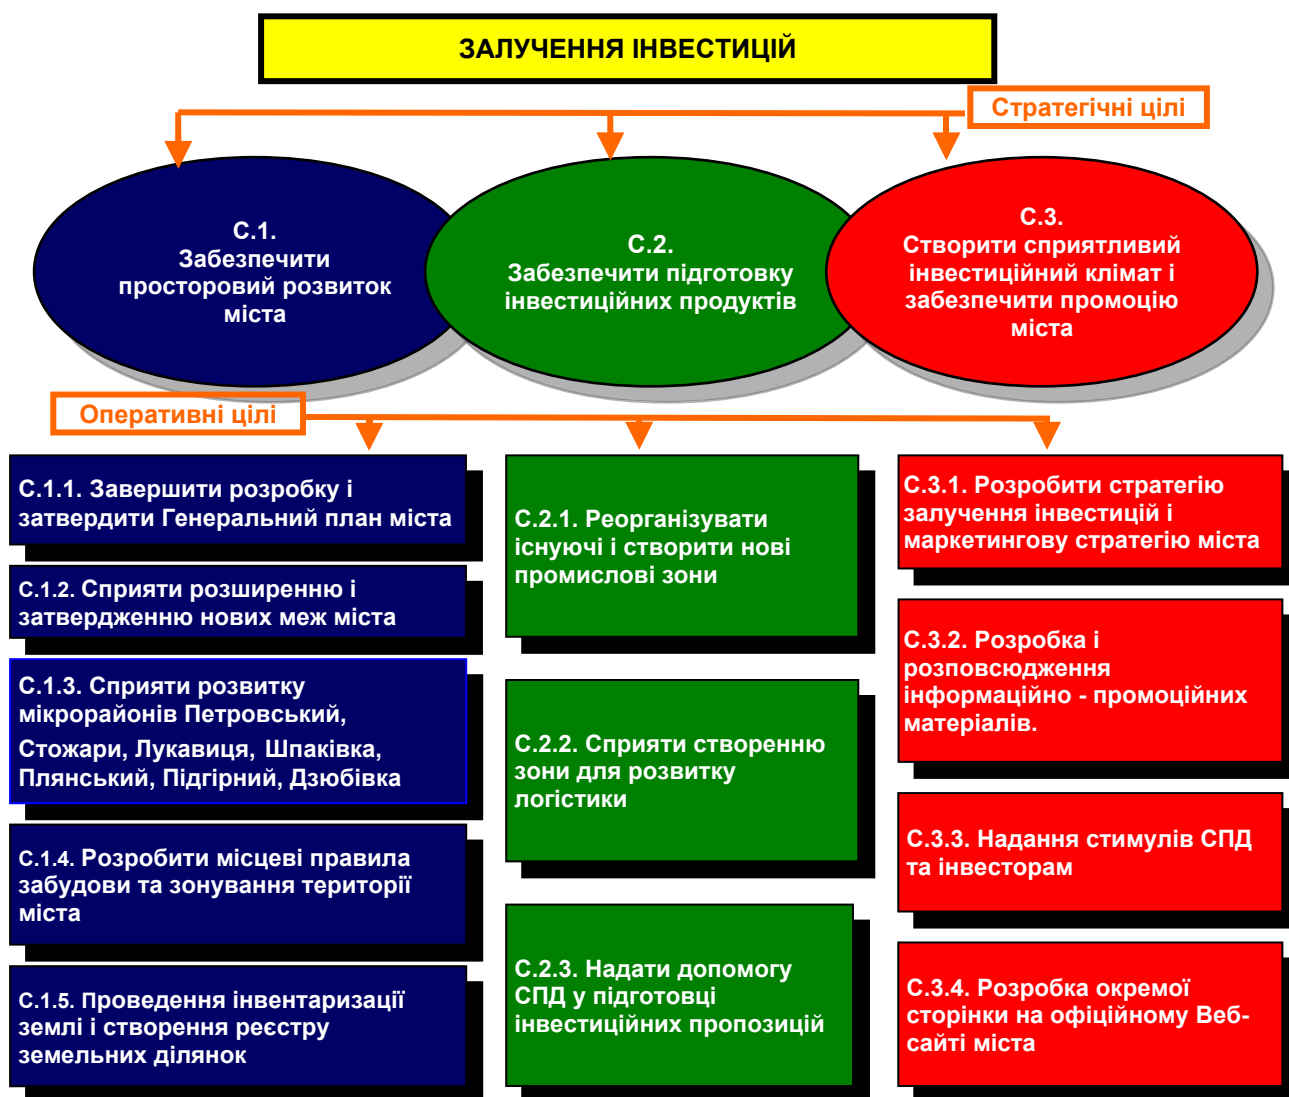 ЗАЛУЧЕННЯ ІНВЕСТИЦІЙ
Стратегічні цілі
С.1.
Забезпечити
просторовий розвиток
міста
С.2.
Забезпечити підготовку
інвестиційних продуктів
С.3.
Створити сприятливий
інвестиційний клімат і
забезпечити промоцію
міста
Оперативні цілі
С.1.1. Завершити розробку і
затвердити Генеральний план міста
С.1.2. Сприяти розширенню і
затвердженню нових меж міста
С.1.3. Сприяти розвитку
мікрорайонів Петровський,
Стожари, Лукавиця, Шпаківка,
Плянський, Підгірний, Дзюбівка
С.1.4. Розробити місцеві правила
забудови та зонування території
міста
С.1.5. Проведення інвентаризації
землі і створення реєстру
земельних ділянок
С.2.1. Реорганізувати
існуючі і створити нові
промислові зони
С.2.2. Сприяти створенню
зони для розвитку
логістики
С.2.3. Надати допомогу
СПД у підготовці
інвестиційних пропозицій
С.3.1. Розробити стратегію
залучення інвестицій і
маркетингову стратегію міста
С.3.2. Розробка і
розповсюдження
інформаційно - промоційних
матеріалів.
С.3.3. Надання стимулів СПД
та інвесторам
С.3.4. Розробка окремої
сторінки на офіційному Веб-
сайті міста